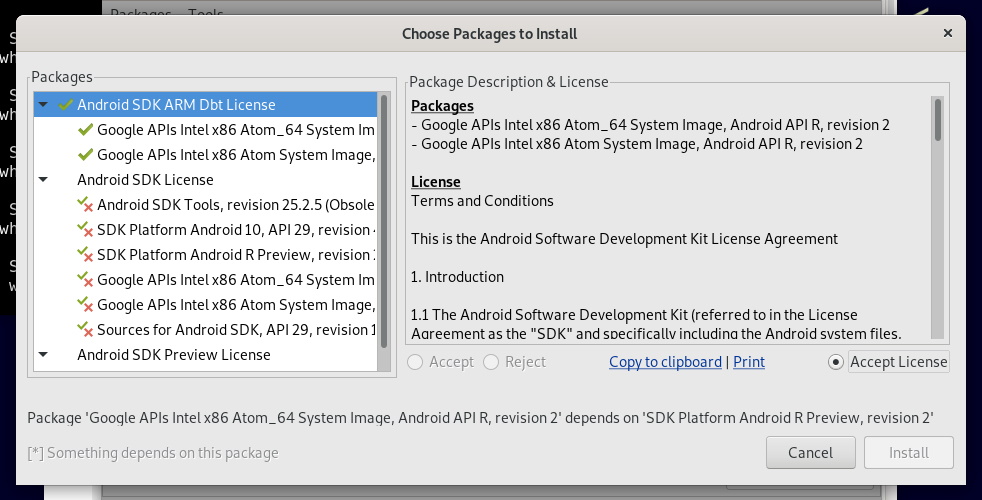 Packages Tools
Choose Packages to Install
Packages
Android SDK ARM Dbt License
Google APIs Intel x86 Atom_64 System Im
Google APIs Intel x86 Atom System Image,
Android SDK License
Android SDK Tools, revision 25.2.5 (Obsole
SDK Platform Android 10, API 29, revision
SDK Platform Android R Preview, revision
Google APIs Intel x86 Atom_64 System Im
Google APIs Intel x86 Atom System Image,
Sources for Android SDK, API 29, revision 1
Android SDK Preview License
Package Description & License
Packages
- Google APIs Intel x86 Atom_64 System Image, Android API R, revision 2
- Google APIs Intel x86 Atom System Image, Android API R, revision 2
License
Terms and Conditions
This is the Android Software Development Kit License Agreement
1. Introduction
1.1 The Android Software Development Kit (referred to in the License
Agreement as the "SDK" and specifically including the Android system files,
Accept Reject Copy to clipboard | Print Accept License
Package 'Google APIs Intel x86 Atom_64 System Image, Android API R, revision 2' depends on 'SDK Platform Android R Preview, revision 2'
[*] Something depends on this package
Cancel Install